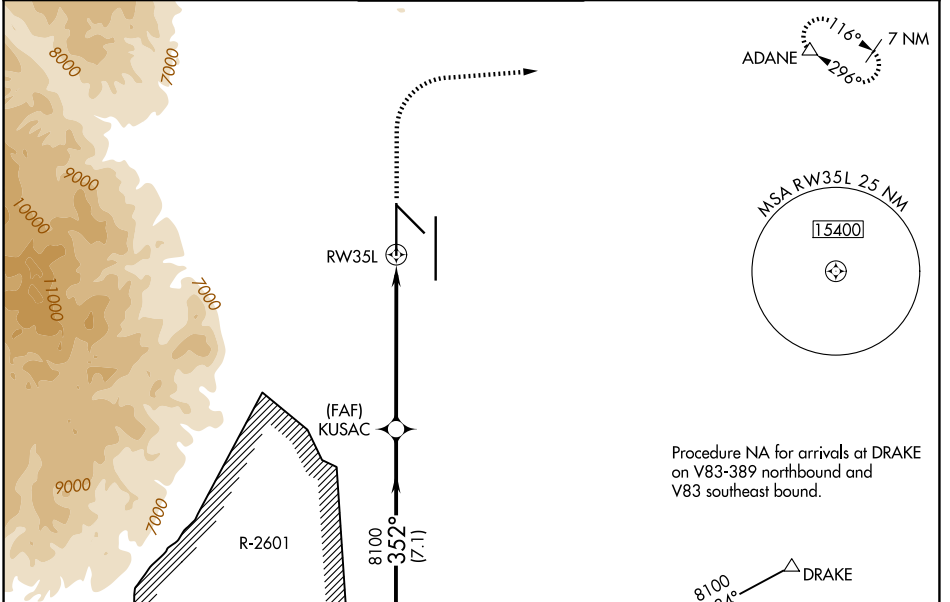 8000
7000
116°
7 NM
ADANE
296°
9000
10000
MSA RW35L 25 NM
15400
RW35L
11000
7000
(FAF)
KUSAC
Procedure NA for arrivals at DRAKE
on V83-389 northbound and
V83 southeast bound.
9000
7000
R-2601
8100
352°
(7.1)
DRAKE
8100